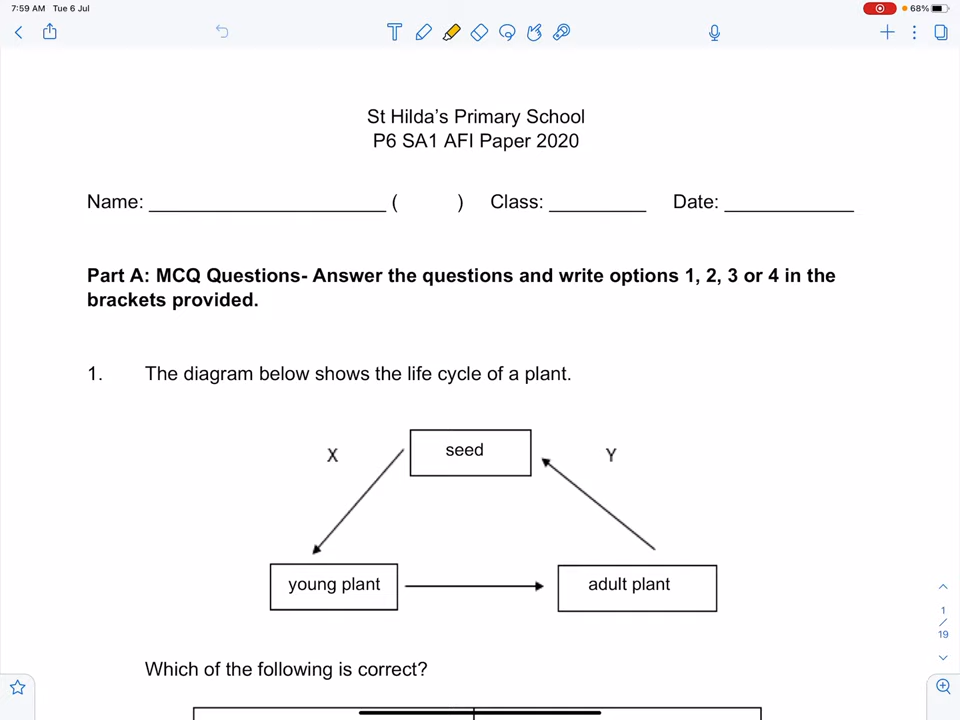 7:59 AM Tue 6 Jul
68%
St Hilda's Primary School
P6 SA1 AFI Paper 2020
Name: ______________________ ( ) Class: _________ Date: ____________
Part A: MCQ Questions- Answer the questions and write options 1, 2, 3 or 4 in the
brackets provided.
1. The diagram below shows the life cycle of a plant.
X
seed
Y
young plant
adult plant
1
/
19
Which of the following is correct?